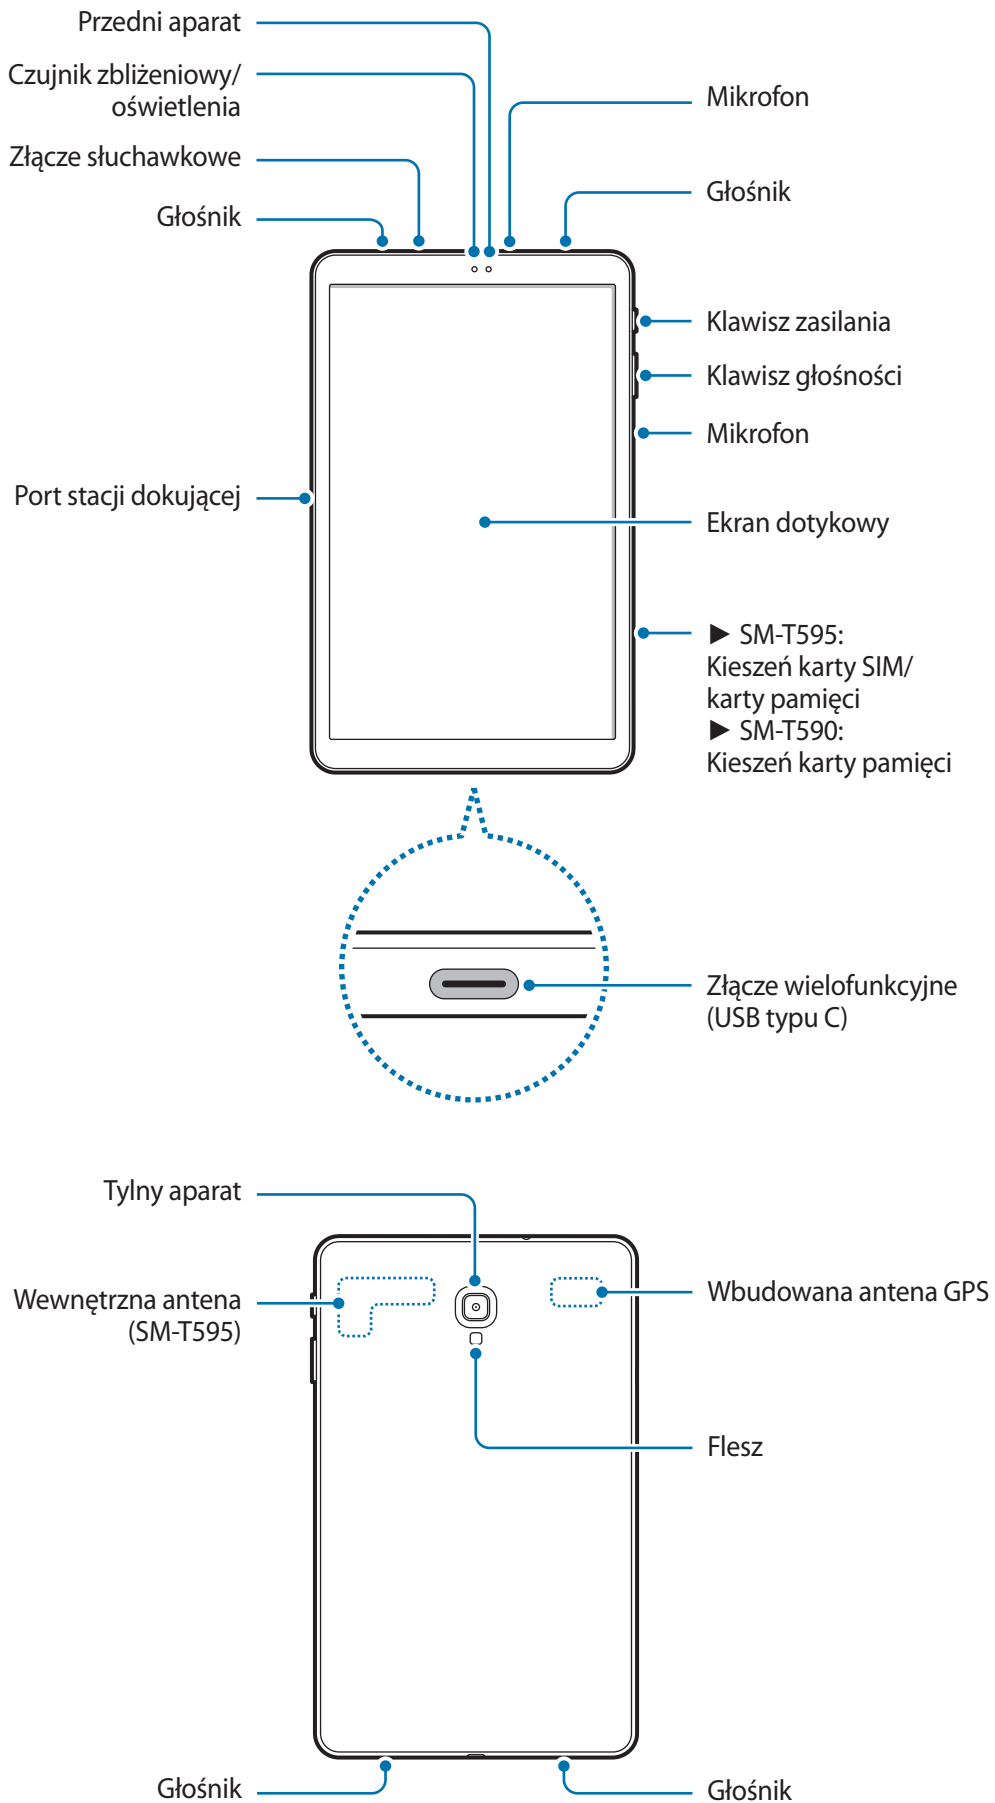 Przedni aparat
Czujnik zbliżeniowy/
oświetlenia
Złącze słuchawkowe
Głośnik
Mikrofon
Głośnik
Klawisz zasilania
Klawisz głośności
Mikrofon
Port stacji dokującej
Ekran dotykowy
► SM-T595:
Kieszeń karty SIM/
karty pamięci
► SM-T590:
Kieszeń karty pamięci
Złącze wielofunkcyjne
(USB typu C)
Tylny aparat
Wewnętrzna antena
(SM-T595)
Wbudowana antena GPS
Flesz
Głośnik
Głośnik